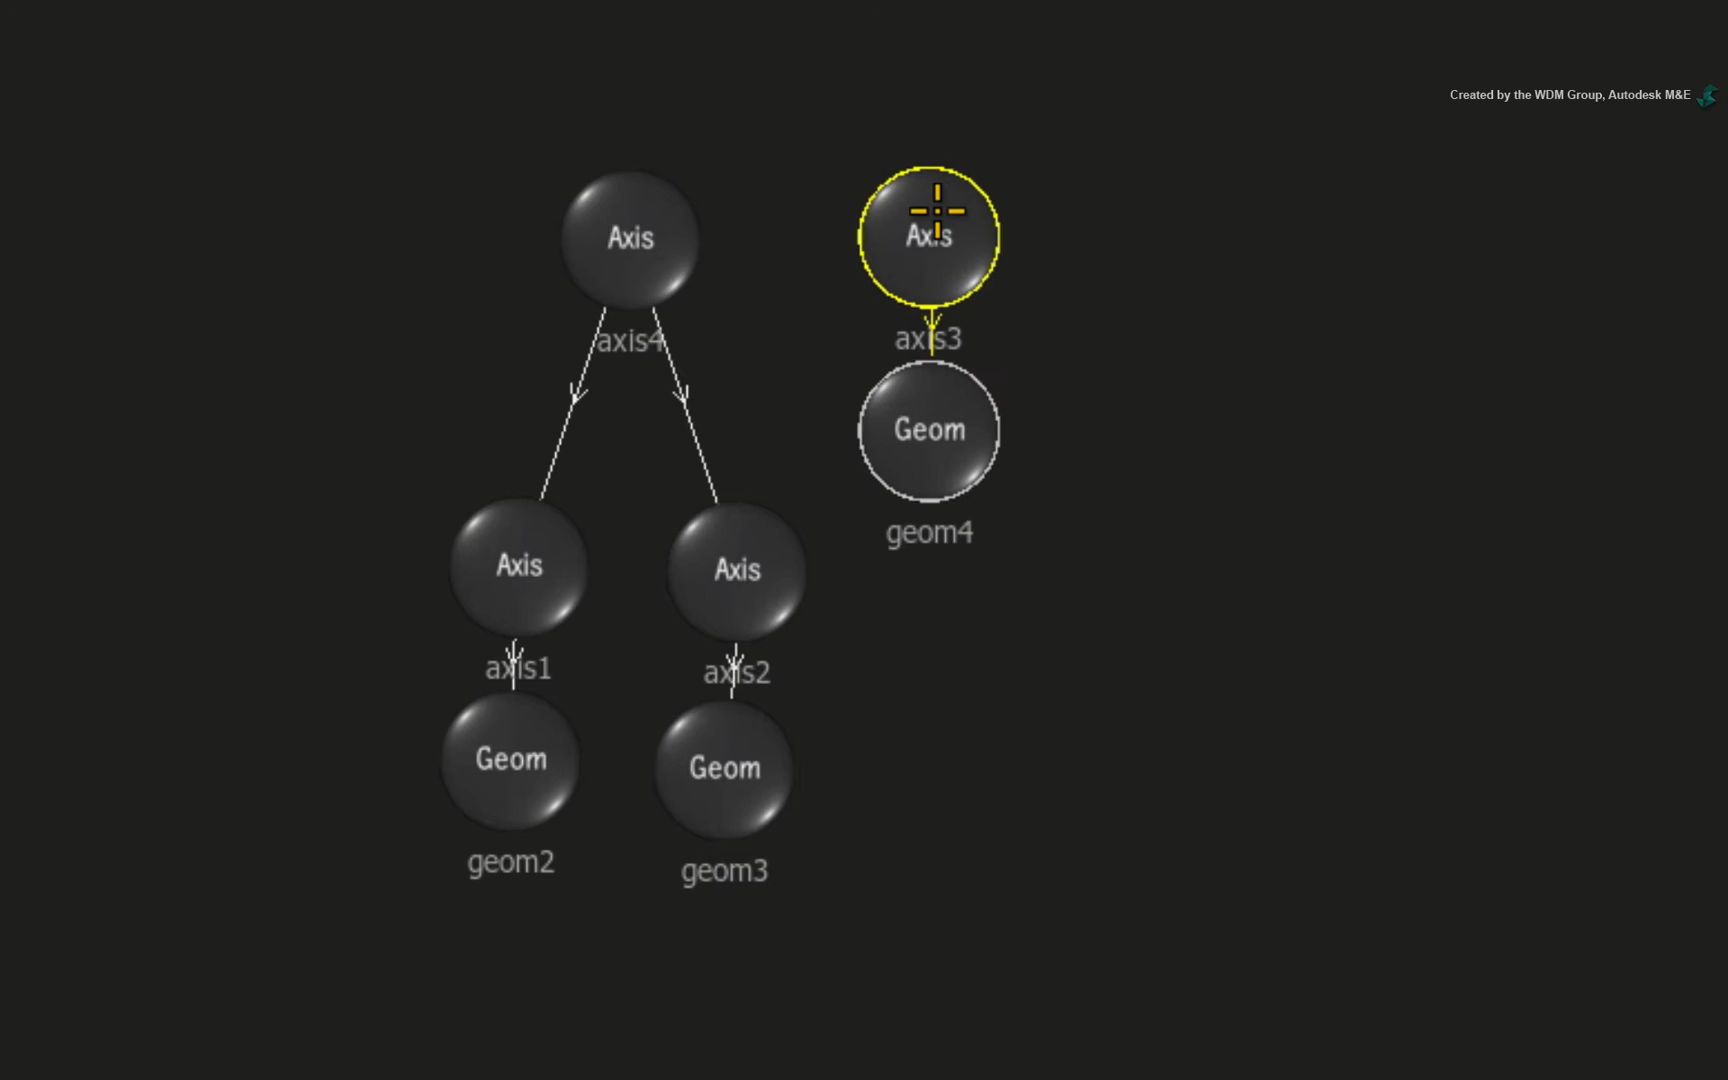 Created by the WDM Group, Autodesk M&E
Axis
Axis
axis4
axis3
Geom
geom4
Axis
Axis
axis1
axis2
Geom
Geom
geom2
geom3